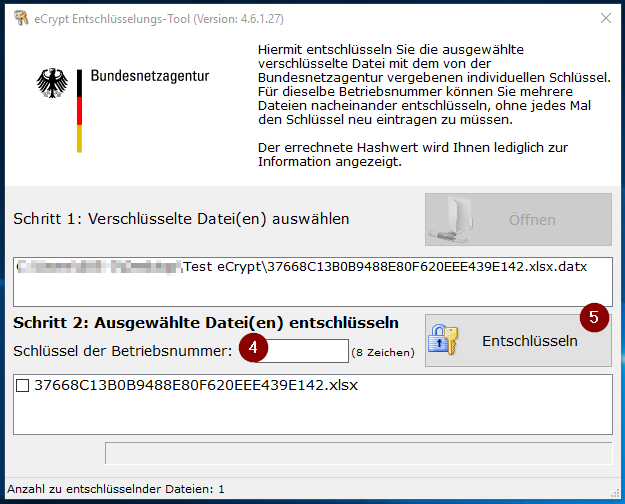 eCrypt Entschlüsselungs-Tool (Version: 4.6.1.27)
Bundesnetzagentur
Hiermit entschlüsseln Sie die ausgewählte
verschlüsselte Datei mit dem von der
Bundesnetzagentur vergebenen individuellen Schlüssel.
Für dieselbe Betriebsnummer können Sie mehrere
Dateien nacheinander entschlüsseln, ohne jedes Mal
den Schlüssel neu eintragen zu müssen.
Der errechnete Hashwert wird Ihnen lediglich zur
Information angezeigt.
Schritt 1: Verschlüsselte Datei(en) auswählen
Öffnen
\Test eCrypt\37668C13B0B9488E80F620EEE439E142.xlsx.datx
Schritt 2: Ausgewählte Datei(en) entschlüsseln
5
Schlüssel der Betriebsnummer: 4 (8 Zeichen)
Entschlüsseln
37668C13B0B9488E80F620EEE439E142.xlsx
Anzahl zu entschlüsselnder Dateien: 1